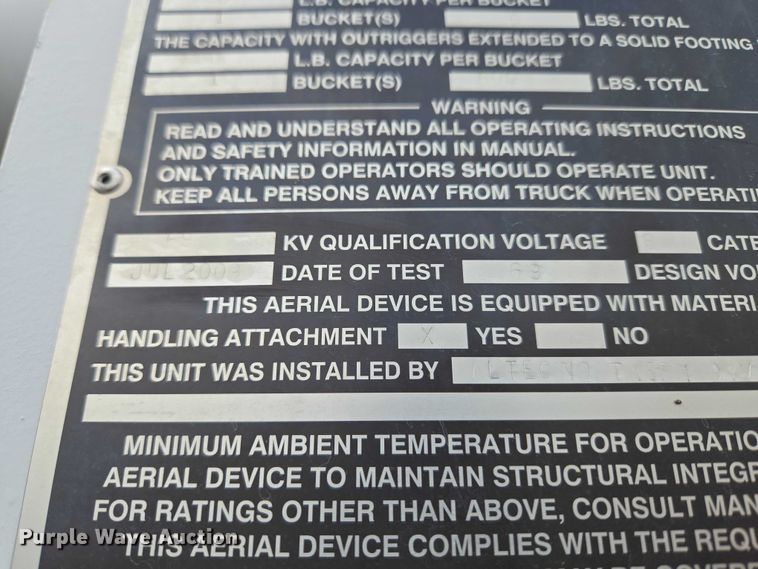 L.B. CAPACITY PER BUCKET
BUCKET(S) LBS. TOTAL
THE CAPACITY WITH OUTRIGGERS EXTENDED TO A SOLID FOOTING
L.B. CAPACITY PER BUCKET
1 BUCKET(S) LBS. TOTAL
WARNING
READ AND UNDERSTAND ALL OPERATING INSTRUCTIONS
AND SAFETY INFORMATION IN MANUAL.
ONLY TRAINED OPERATORS SHOULD OPERATE UNIT.
KEEP ALL PERSONS AWAY FROM TRUCK WHEN OPERATI
KV QUALIFICATION VOLTAGE CATE
JUL 2009 DATE OF TEST 69 DESIGN VO
THIS AERIAL DEVICE IS EQUIPPED WITH MATERI
HANDLING ATTACHMENT X YES NO
THIS UNIT WAS INSTALLED BY
MINIMUM AMBIENT TEMPERATURE FOR OPERATIO
AERIAL DEVICE TO MAINTAIN STRUCTURAL INTEGR
FOR RATINGS OTHER THAN ABOVE, CONSULT MAN
THIS AERIAL DEVICE COMPLIES WITH THE REQU
Purple Wave Auction.